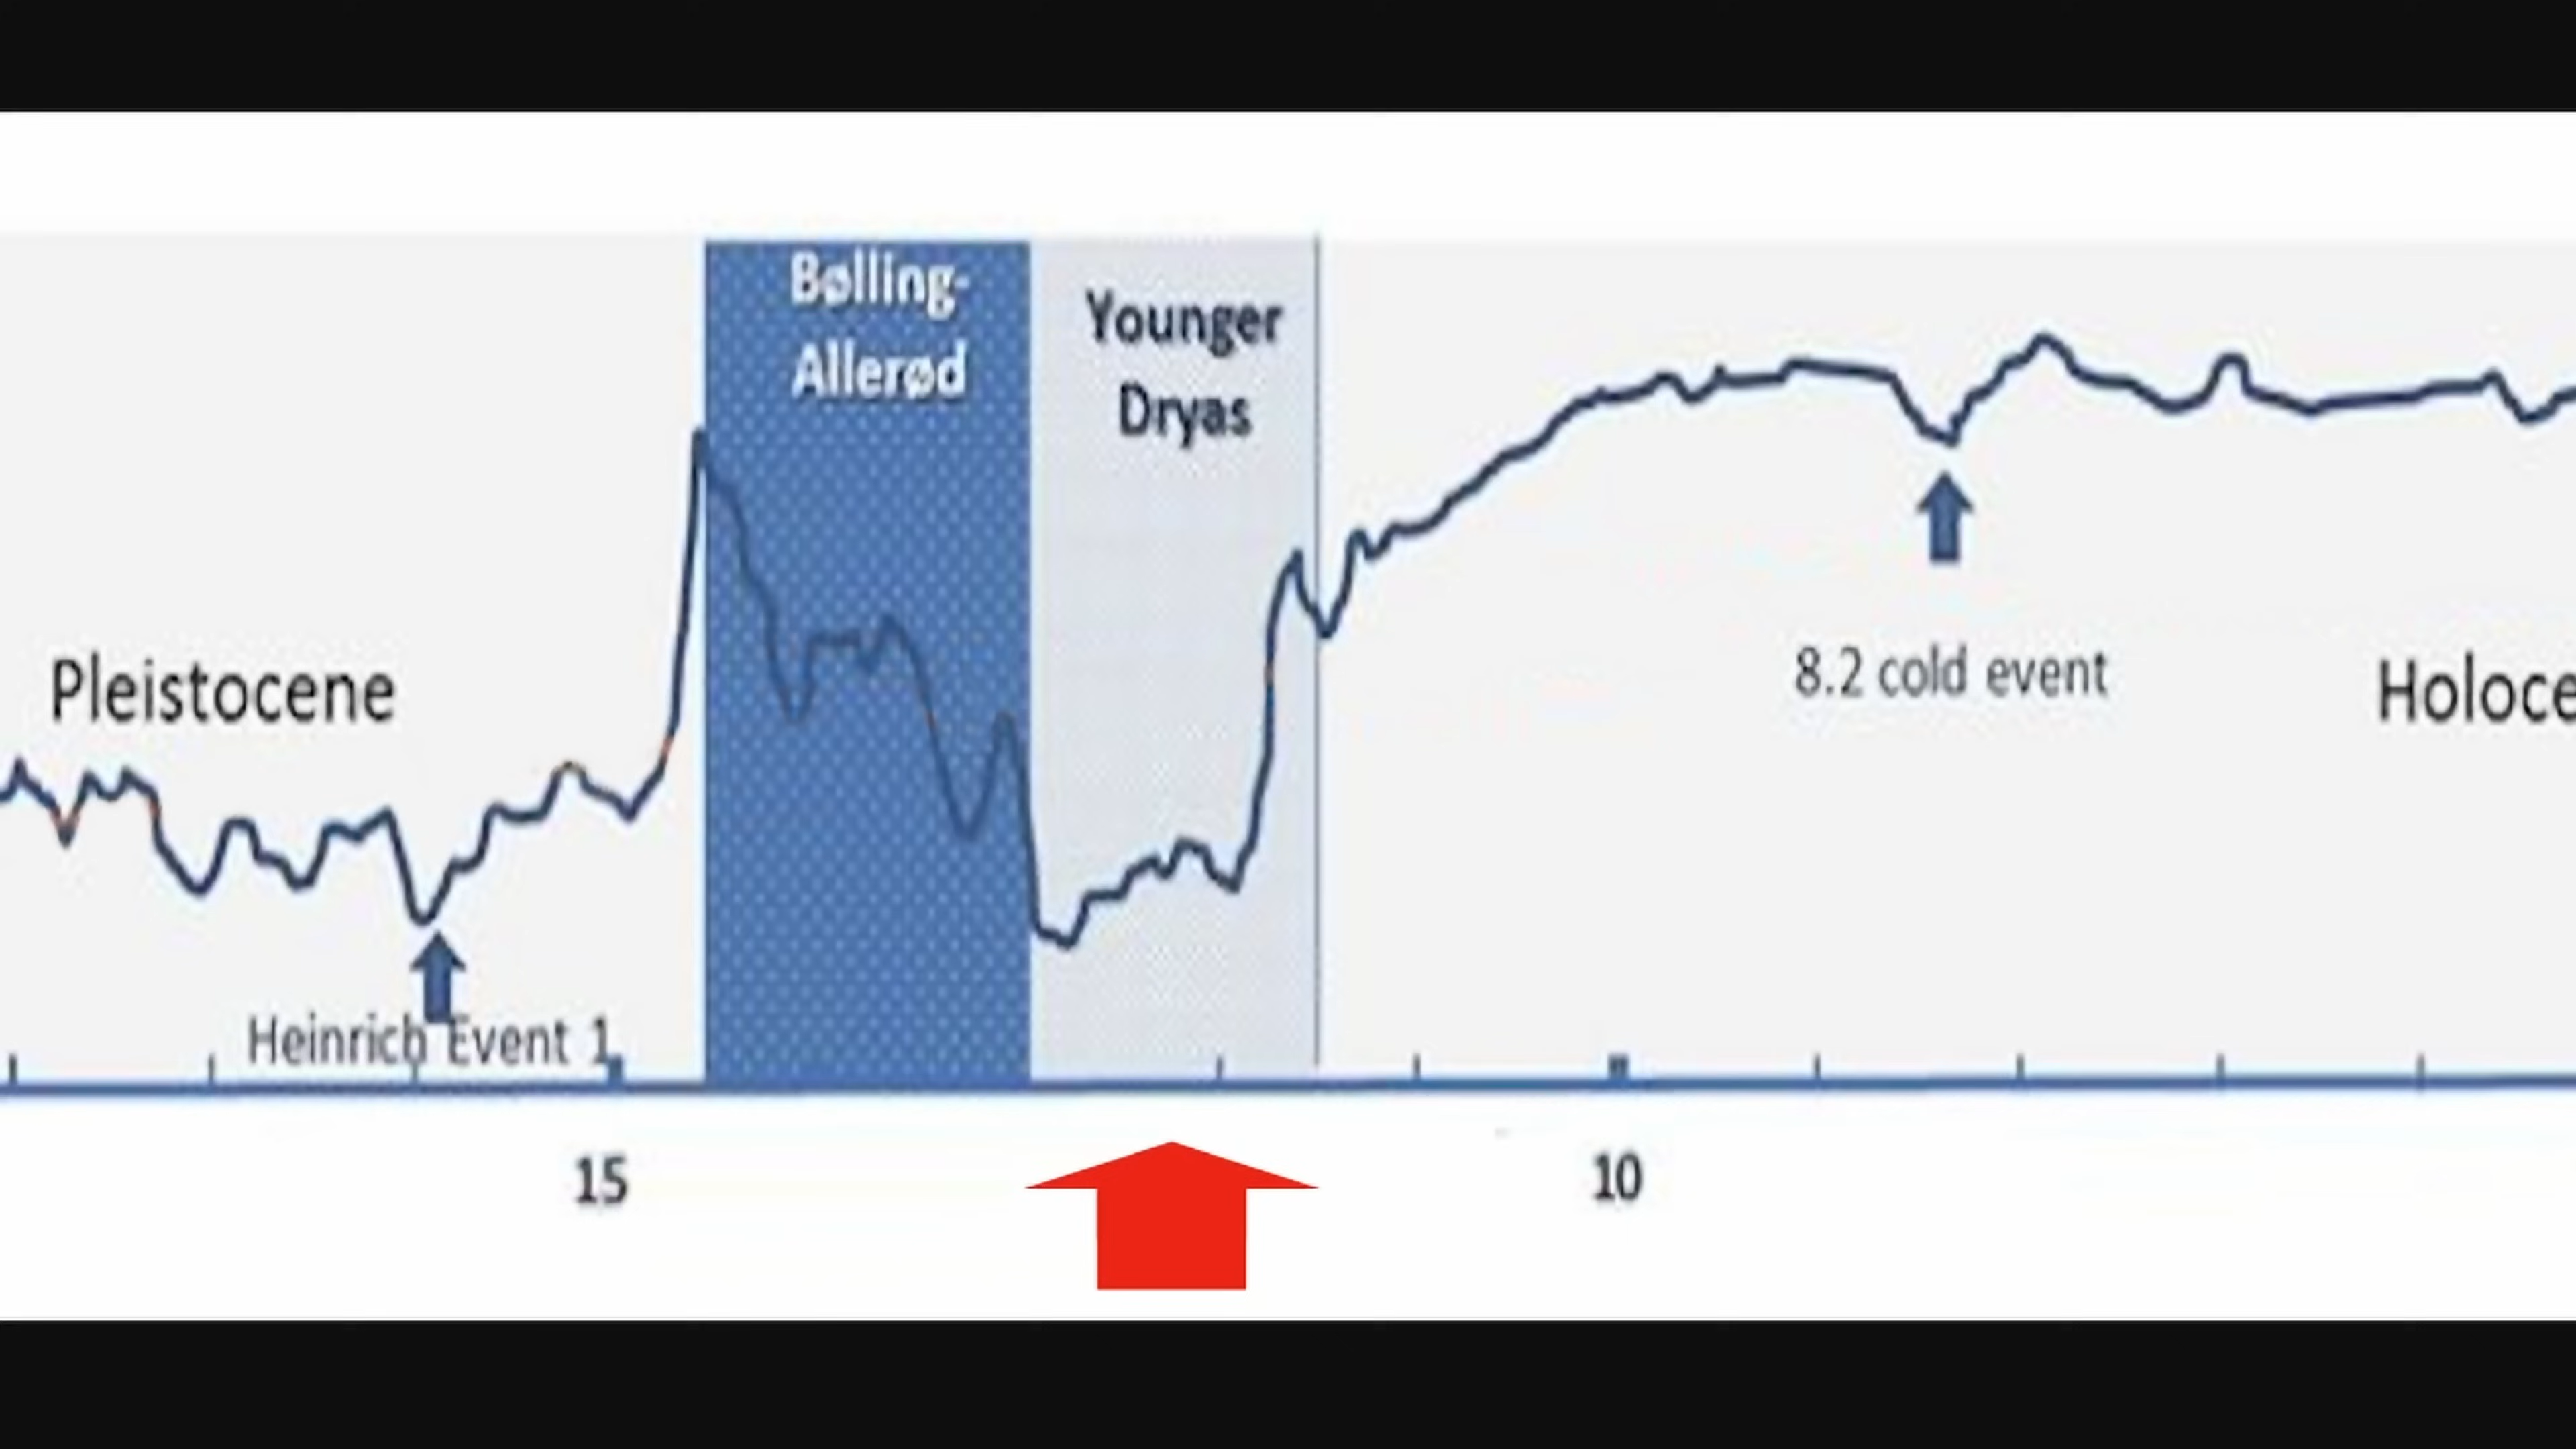 Bølling-
Allerød
Younger
Dryas
Pleistocene
8.2 cold event
Holoce
Heinrich Event 1
15
10